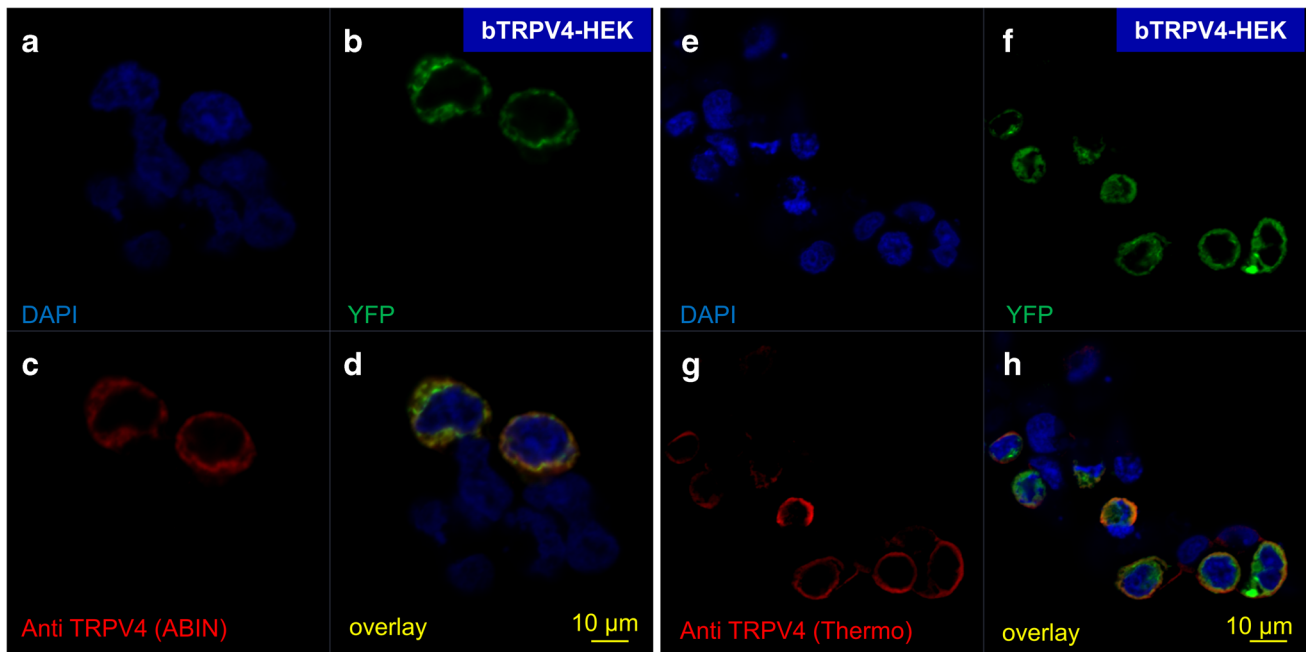 a
b
bTRPV4-HEK
DAPI
YFP
c
d
Anti TRPV4 (ABIN)
overlay
10 µm
e
f
bTRPV4-HEK
DAPI
YFP
g
h
Anti TRPV4 (Thermo)
overlay
10 µm